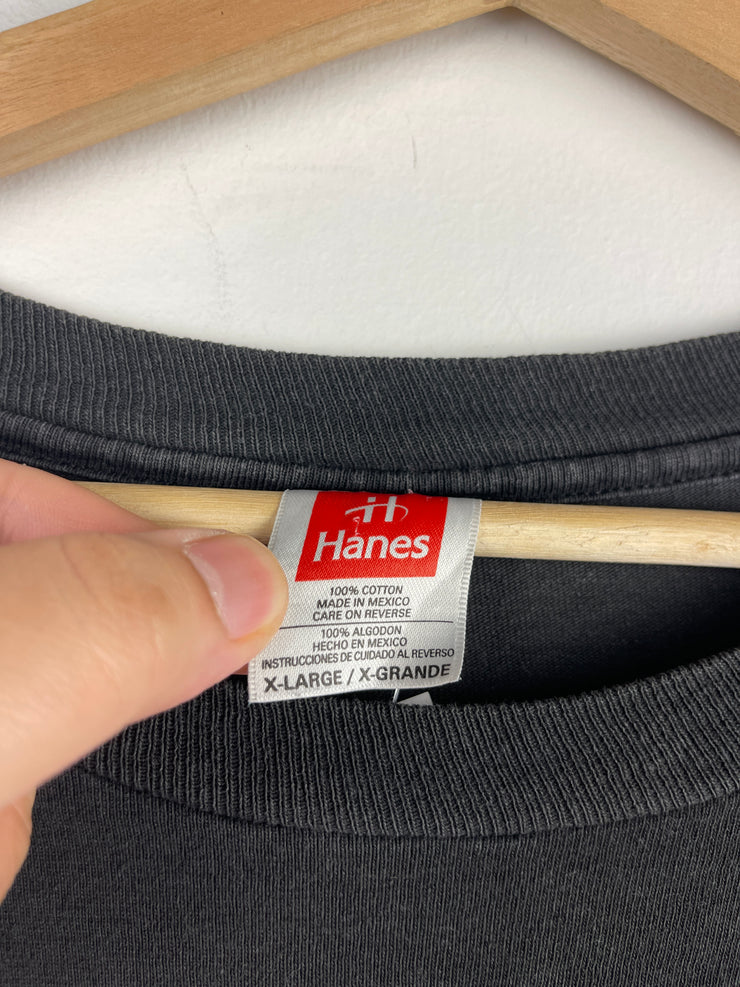 H
Hanes
100% COTTON
MADE IN MEXICO
CARE ON REVERSE
100% ALGODON
HECHO EN MEXICO
INSTRUCCIONES DE CUIDADO AL REVERSO
X-LARGE / X-GRANDE